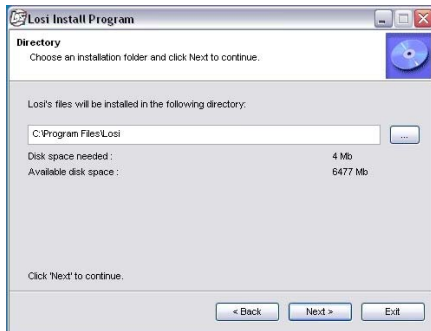 Losi Install Program
Directory
Choose an installation folder and click Next to continue.
Losi's files will be installed in the following directory:
C:\Program Files\Losi
...
Disk space needed : 4 Mb
Available disk space : 6477 Mb
Click 'Next' to continue.
< Back Next > Exit